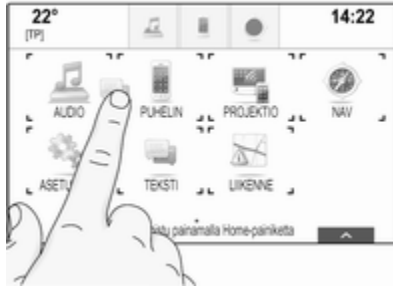 22° 14:22
[TP]
AUDIO PUHELIN PROJEKTIO NAV
TEKSTI LIIKENNE
painamalla Home-painiketta